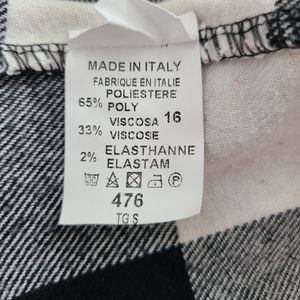 MADE IN ITALY
FABRIQUE EN ITALIE
POLIESTERE
65% POLY
VISCOSA 16
33% VISCOSE
ELASTHANNE
2% ELASTAM
476
TG S